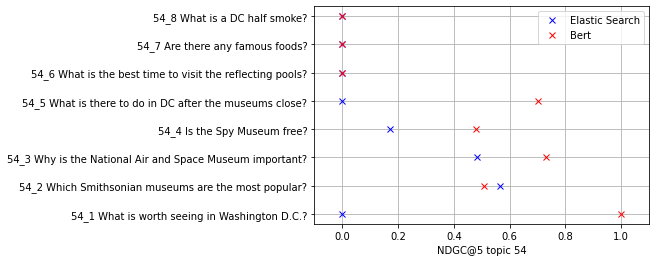 54_8 What is a DC half smoke?
54_7 Are there any famous foods?
54_6 What is the best time to visit the reflecting pools?
54_5 What is there to do in DC after the museums close?
54_4 Is the Spy Museum free?
54_3 Why is the National Air and Space Museum important?
54_2 Which Smithsonian museums are the most popular?
54_1 What is worth seeing in Washington D.C.?
Elastic Search
Bert
0.0 0.2 0.4 0.6 0.8 1.0
NDGC@5 topic 54